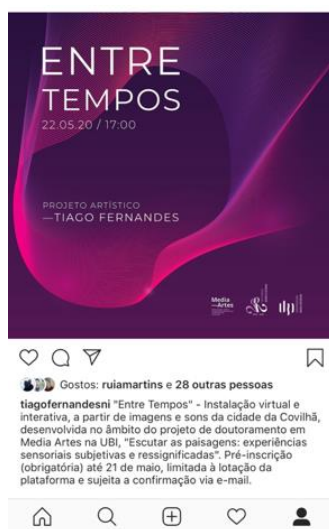 ENTRE
TEMPOS
22.05.20 / 17:00
PROJETO ARTÍSTICO
—TIAGO FERNANDES
Media
—Artes
Gostos: ruiamartins e 28 outras pessoas
tiagofernandesni "Entre Tempos" - Instalação virtual e
interativa, a partir de imagens e sons da cidade da Covilhã,
desenvolvida no âmbito do projeto de doutoramento em
Media Artes na UBI, "Escutar as paisagens: experiências
sensoriais subjetivas e ressignificadas". Pré-inscrição
(obrigatória) até 21 de maio, limitada à lotação da
plataforma e sujeita a confirmação via e-mail.